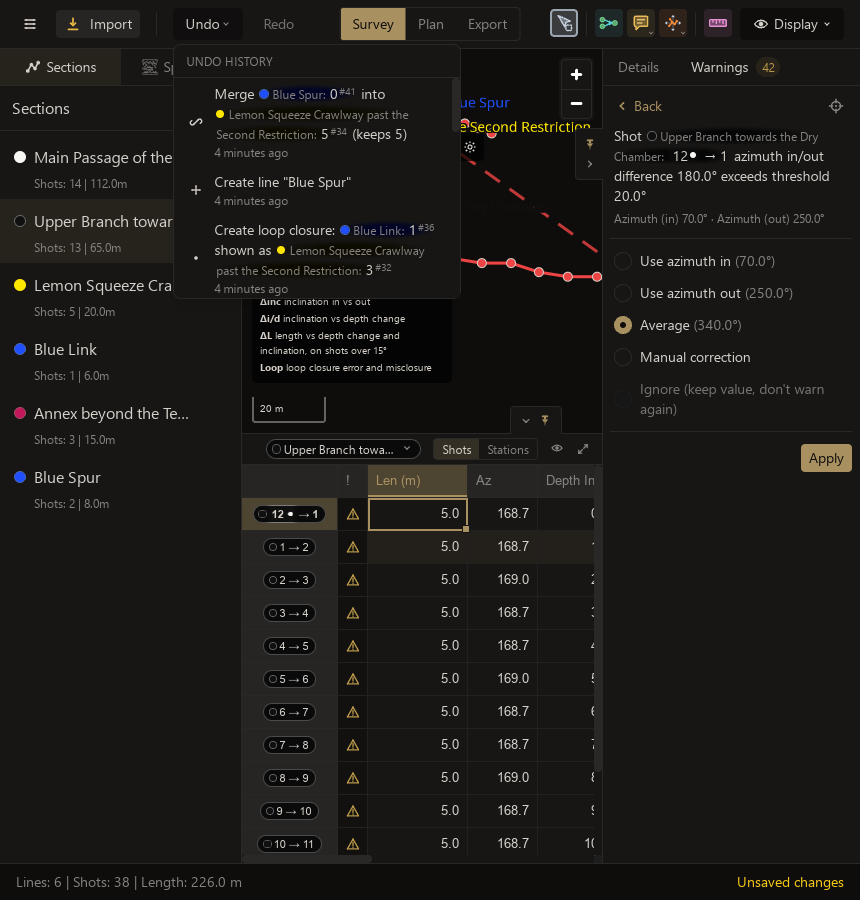 Import
Undo
Redo
Survey
Plan
Export
Display
Sections
Sections
Main Passage of the
Shots: 14 | 112.0m
Upper Branch towar
Shots: 13 | 65.0m
Lemon Squeeze Cra
Shots: 5 | 20.0m
Blue Link
Shots: 1 | 6.0m
Annex beyond the Te...
Shots: 3 | 15.0m
Blue Spur
Shots: 2 | 8.0m
UNDO HISTORY
Merge Blue Spur: 0 #41 into
Lemon Squeeze Crawlway past the
Second Restriction: 5 #34 (keeps 5)
4 minutes ago
Create line "Blue Spur"
4 minutes ago
Create loop closure: Blue Link: 1 #36
shown as Lemon Squeeze Crawlway
past the Second Restriction: 3 #32
4 minutes ago
ue Spur
e Second Restriction
Δinc inclination in vs out
Δi/d inclination vs depth change
ΔL length vs depth change and
inclination, on shots over 15°
Loop loop closure error and misclosure
20 m
Upper Branch towa...
Shots
Stations
! Len (m) Az Depth In
12 → 1 5.0 168.7
1 → 2 5.0 168.7
2 → 3 5.0 169.0
3 → 4 5.0 168.7
4 → 5 5.0 168.7
5 → 6 5.0 169.0
6 → 7 5.0 168.7
7 → 8 5.0 168.7
8 → 9 5.0 169.0
9 → 10 5.0 168.7
10 → 11 5.0 168.7
Details
Warnings 42
Back
Shot Upper Branch towards the Dry
Chamber: 12 → 1 azimuth in/out
difference 180.0° exceeds threshold
20.0°
Azimuth (in) 70.0° · Azimuth (out) 250.0°
Use azimuth in (70.0°)
Use azimuth out (250.0°)
Average (340.0°)
Manual correction
Ignore (keep value, don't warn
again)
Apply
Lines: 6 | Shots: 38 | Length: 226.0 m
Unsaved changes